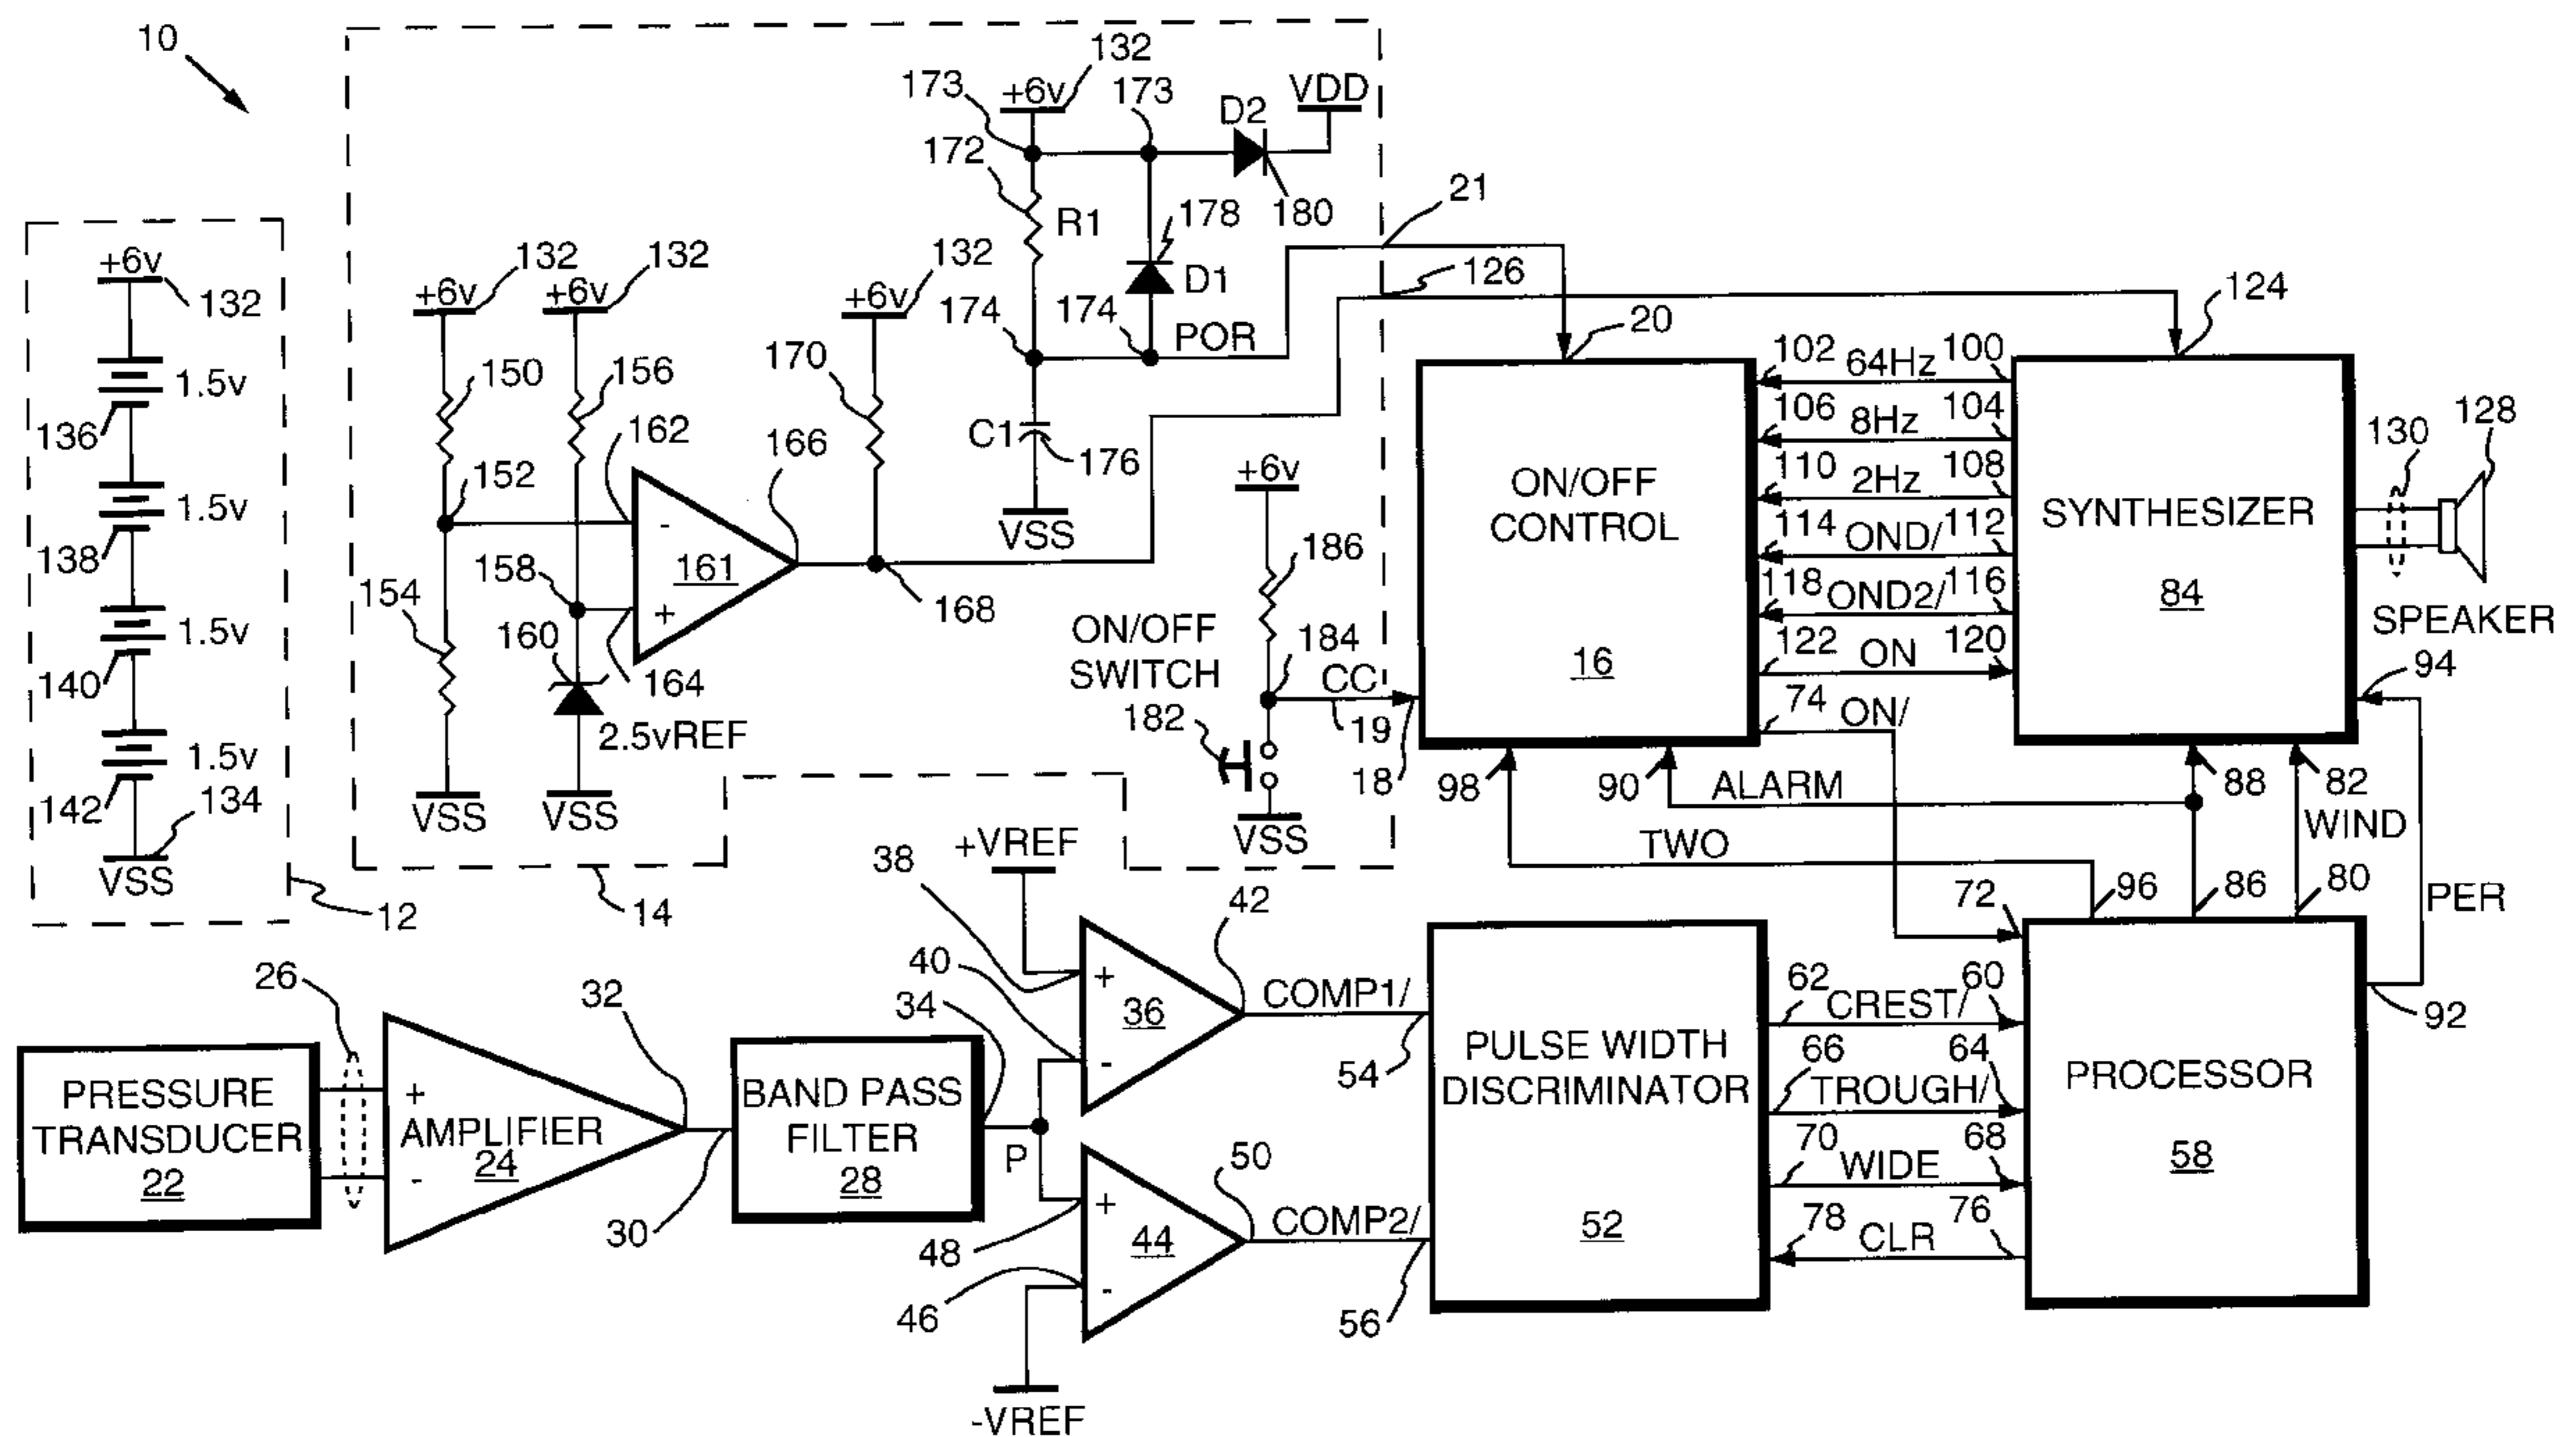 10
132
+6v
173
173
VDD
D2
172
R1
178
180
21
132
+6v
D1
126
174
174
POR
+6v
132
136
1.5v
138
1.5v
140
1.5v
142
1.5v
134
VSS
12
132
+6v
132
+6v
150
156
152
162
154
158
160
164
2.5vREF
VSS
VSS
-
161
+
166
170
168
C1
176
VSS
14
+6v
186
ON/OFF
SWITCH
184
CC
182
19
18
VSS
20
124
ON/OFF
CONTROL
16
102
64Hz
100
106
8Hz
104
110
2Hz
108
114
OND/
112
118
OND2/
116
122
ON
120
74
ON/
SYNTHESIZER
84
130
128
SPEAKER
94
98
90
ALARM
88
82
WIND
TWO
72
96
86
80
PER
92
26
PRESSURE
TRANSDUCER
22
+
AMPLIFIER
24
-
32
30
BAND PASS
FILTER
28
34
P
38
+VREF
40
+
36
-
42
COMP1/
54
48
+
44
-
50
COMP2/
46
56
-VREF
PULSE WIDTH
DISCRIMINATOR
52
62
CREST/
60
66
TROUGH/
64
70
WIDE
68
78
CLR
76
PROCESSOR
58